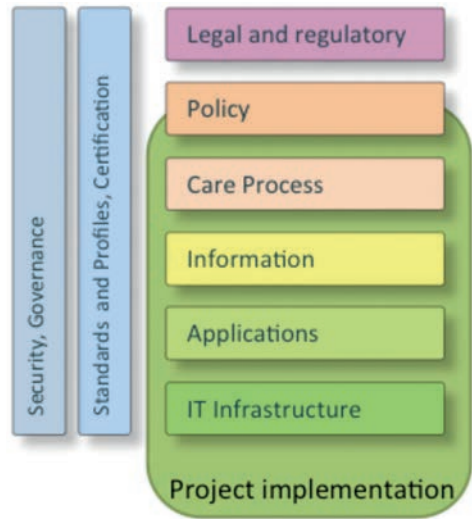 Security, Governance
Standards and Profiles, Certification
Legal and regulatory
Policy
Care Process
Information
Applications
IT Infrastructure
Project implementation